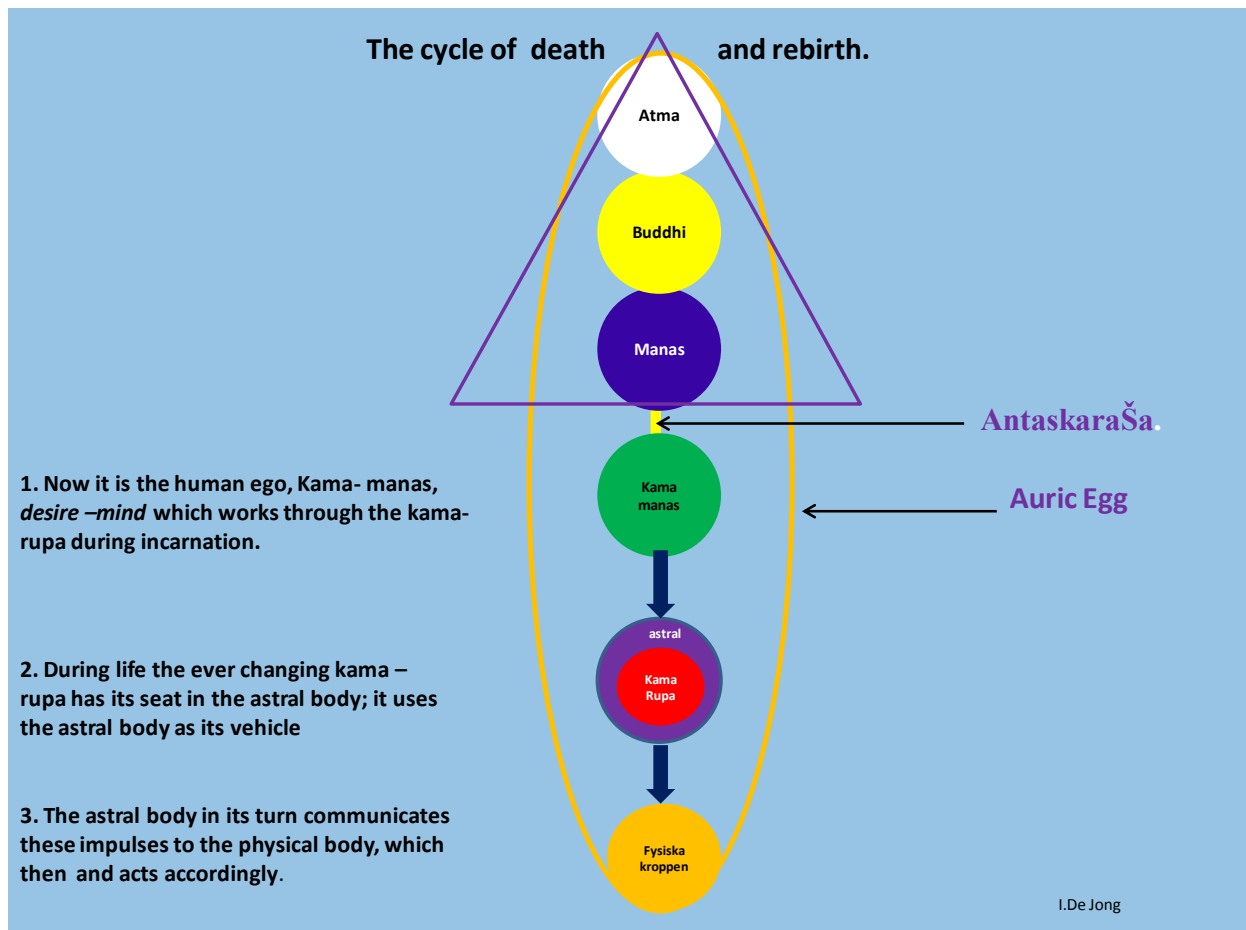 The cycle of death and rebirth.
Atma
Buddhi
Manas
AntaskaraŠa.
Kama
manas
Auric Egg
1. Now it is the human ego, Kama- manas,
desire –mind which works through the kama-
rupa during incarnation.
astral
Kama
Rupa
2. During life the ever changing kama –
rupa has its seat in the astral body; it uses
the astral body as its vehicle
3. The astral body in its turn communicates
these impulses to the physical body, which
then and acts accordingly.
Fysiska
kroppen
I.De Jong